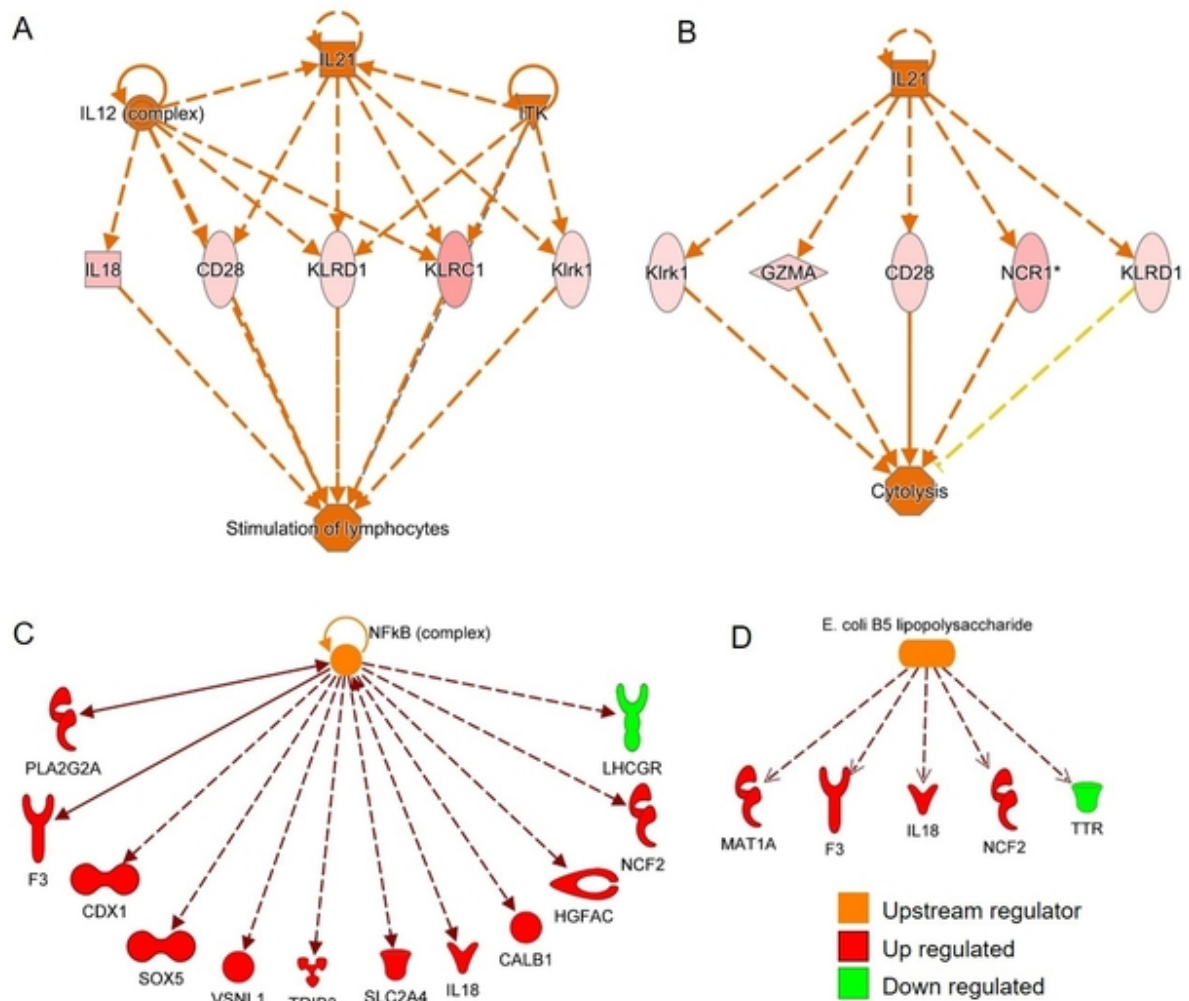 A
IL21
IL12 (complex)
ITK
IL18
CD28
KLRD1
KLRC1
Klrk1
Stimulation of lymphocytes
B
IL21
Klrk1
GZMA
CD28
NCR1*
KLRD1
Cytolysis
C
NFkB (complex)
PLA2G2A
LHCGR
F3
NCF2
CDX1
HGFAC
SOX5
CALB1
VSNL1
SLC2A4
IL18
D
E. coli B5 lipopolysaccharide
MAT1A
F3
IL18
NCF2
TTR
Upstream regulator
Up regulated
Down regulated